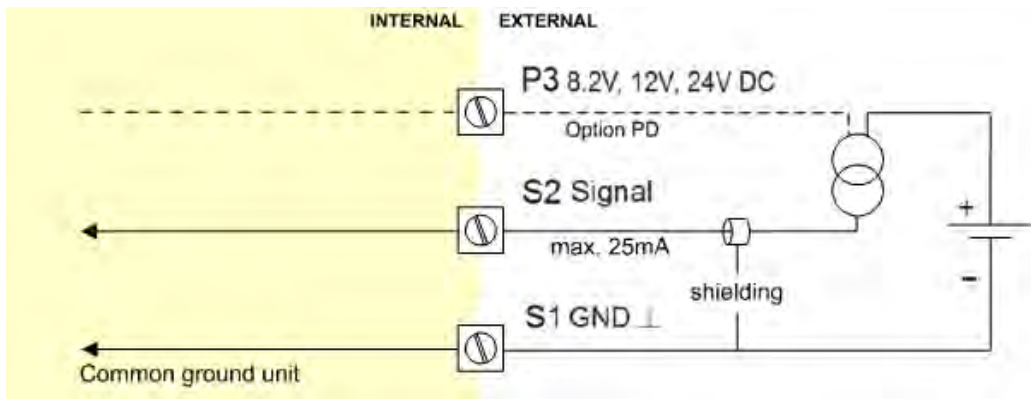 INTERNAL EXTERNAL
P3 8.2V, 12V, 24V DC
Option PD
S2 Signal
max. 25mA
+
shielding
-
S1 GND ⊥
Common ground unit